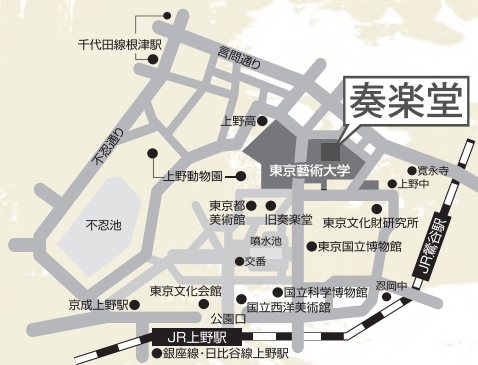 千代田線根津駅
言問通り
不忍通り
上野高
奏楽堂
東京藝術大学
上野動物園
寛永寺
上野中
東京都
美術館
旧奏楽堂
東京文化財研究所
不忍池
噴水池
東京国立博物館
交番
JR鶯谷駅
忍岡中
東京文化会館
国立科学博物館
京成上野駅
国立西洋美術館
公園口
JR上野駅
銀座線・日比谷線上野駅